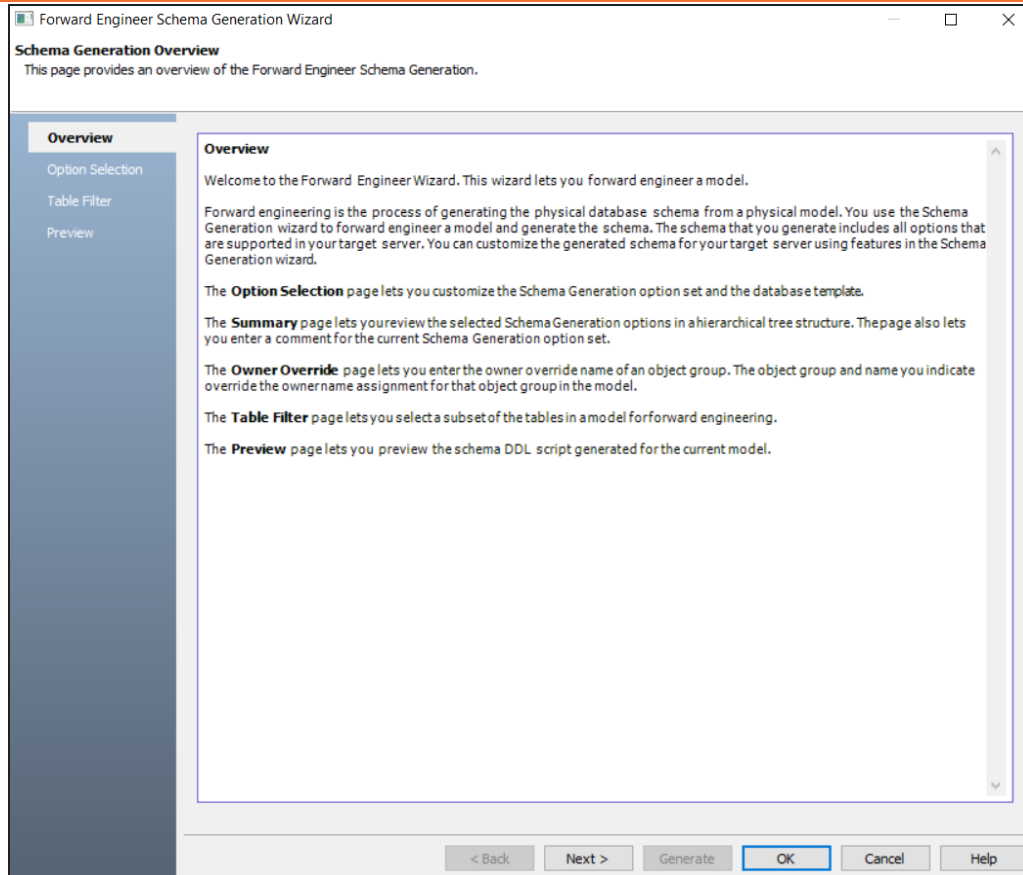 Forward Engineer Schema Generation Wizard
Schema Generation Overview
This page provides an overview of the Forward Engineer Schema Generation.
Overview
Option Selection
Table Filter
Preview
Overview
Welcome to the Forward Engineer Wizard. This wizard lets you forward engineer a model.
Forward engineering is the process of generating the physical database schema from a physical model. You use the Schema
Generation wizard to forward engineer a model and generate the schema. The schema that you generate includes all options that
are supported in your target server. You can customize the generated schema for your target server using features in the Schema
Generation wizard.
The Option Selection page lets you customize the Schema Generation option set and the database template.
The Summary page lets you review the selected Schema Generation options in a hierarchical tree structure. The page also lets
you enter a comment for the current Schema Generation option set.
The Owner Override page lets you enter the owner override name of an object group. The object group and name you indicate
override the owner name assignment for that object group in the model.
The Table Filter page lets you select a subset of the tables in a model for forward engineering.
The Preview page lets you preview the schema DDL script generated for the current model.
< Back Next > Generate OK Cancel Help